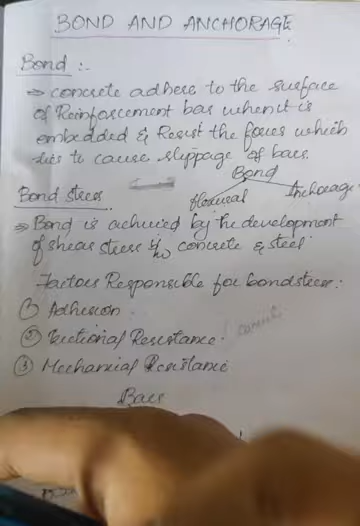 BOND AND ANCHORAGE
Bond :-
→ concrete adhere to the surface
of Reinforcement bar when it is
embedded & Resist the forces which
tries to cause slippage of bars.
Bond
flexural Anchorage
Bond stress
→ Bond is achieved by the development
of shear stress b/w concrete & steel.
Factors Responsible for bond stress:-
① Adhesion.
② Frictional Resistance.
③ Mechanical Resistance
Bars